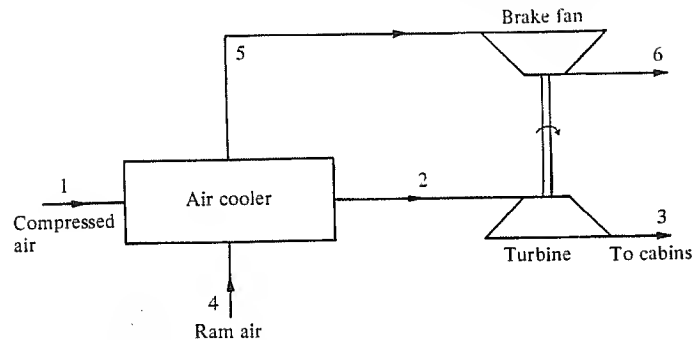 Brake fan
5
6
1
Air cooler
2
3
Compressed
air
Turbine
To cabins
4
Ram air